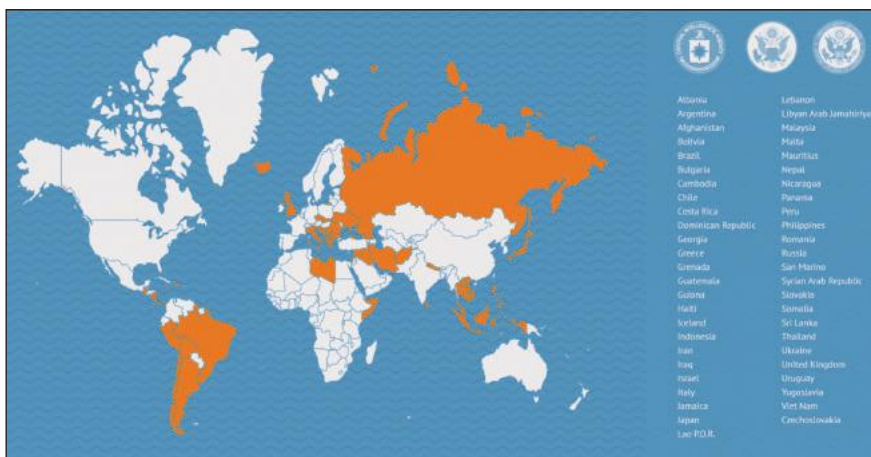 Albania
Argentina
Afghanistan
Bolivia
Brazil
Bulgaria
Cambodia
Chile
Costa Rica
Dominican Republic
Georgia
Greece
Grenada
Guatemala
Guiana
Haiti
Iceland
Indonesia
Iran
Iraq
Israel
Italy
Jamaica
Japan
Lao P.D.R.
Lebanon
Libyan Arab Jamahiriya
Malaysia
Malta
Mauritius
Nepal
Nicaragua
Panama
Peru
Philippines
Romania
Russia
San Marino
Syrian Arab Republic
Slovakia
Somalia
Sri Lanka
Thailand
Ukraine
United Kingdom
Uruguay
Yugoslavia
Viet Nam
Czechoslovakia